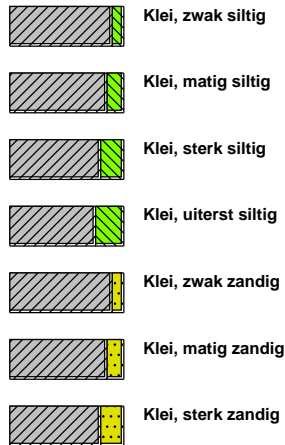 Klei, zwak siltig
Klei, matig siltig
Klei, sterk siltig
Klei, uiterst siltig
Klei, zwak zandig
Klei, matig zandig
Klei, sterk zandig